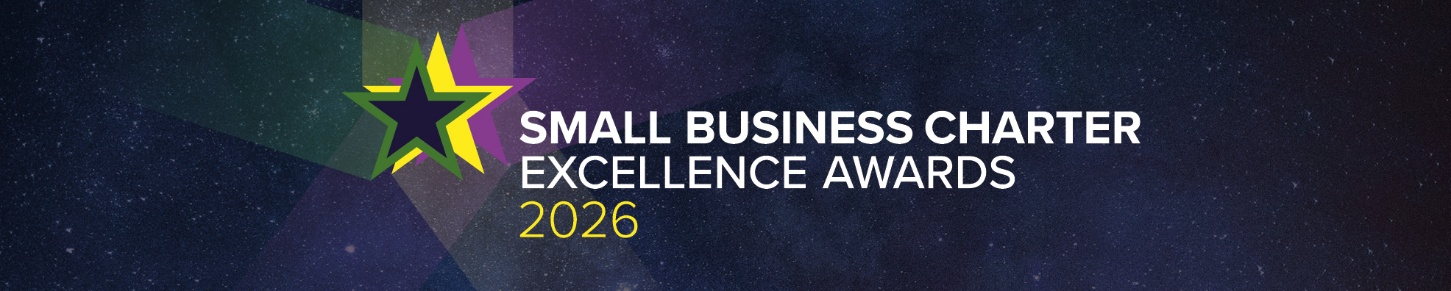 SMALL BUSINESS CHARTER
EXCELLENCE AWARDS
2026